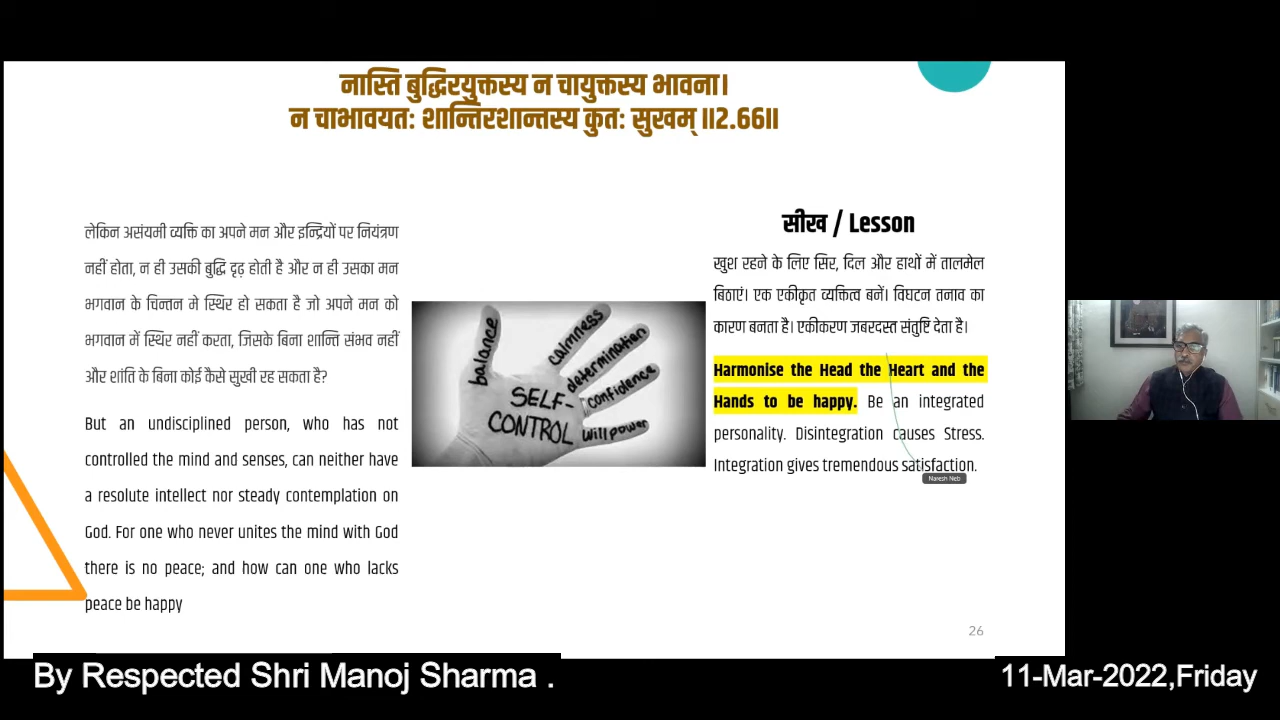 नास्ति बुद्धिरयुक्तस्य न चायुक्तस्य भावना।
न चाभावयतः शान्तिरशान्तस्य कुतः सुखम् ॥2.66॥
लेकिन असंयमी व्यक्ति का अपने मन और इन्द्रियों पर नियंत्रण
नहीं होता, न ही उसकी बुद्धि दृढ़ होती है और न ही उसका मन
भगवान के चिन्तन मे स्थिर हो सकता है जो अपने मन को
भगवान में स्थिर नहीं करता, जिसके बिना शान्ति संभव नहीं
और शांति के बिना कोई कैसे सुखी रह सकता है?
But an undisciplined person, who has not
controlled the mind and senses, can neither have
a resolute intellect nor steady contemplation on
God. For one who never unites the mind with God
there is no peace; and how can one who lacks
peace be happy
balance
calmness
determination
confidence
willpower
SELF-
CONTROL
सीख / Lesson
खुश रहने के लिए सिर, दिल और हाथों में तालमेल
बिठाएं। एक एकीकृत व्यक्तित्व बनें। विघटन तनाव का
कारण बनता है। एकीकरण जबरदस्त संतुष्टि देता है।
Harmonise the Head the Heart and the
Hands to be happy. Be an integrated
personality. Disintegration causes Stress.
Integration gives tremendous satisfaction.
Naresh Neb
26
By Respected Shri Manoj Sharma .
11-Mar-2022,Friday